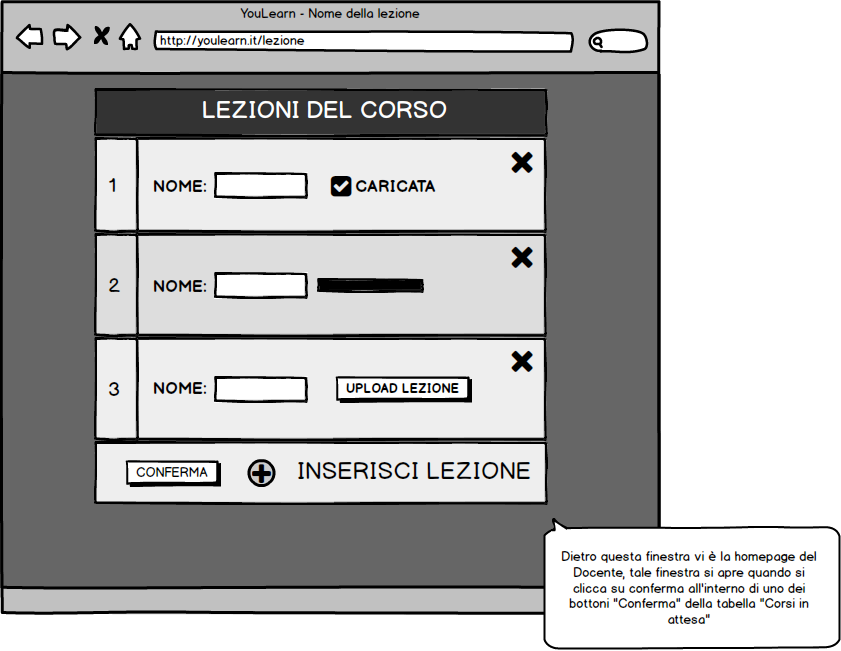 YouLearn - Nome della lezione
http://youlearn.it/lezione
LEZIONI DEL CORSO
1 NOME: CARICATA
2 NOME:
3 NOME: UPLOAD LEZIONE
CONFERMA INSERISCI LEZIONE
Dietro questa finestra vi è la homepage del
Docente, tale finestra si apre quando si
clicca su conferma all'interno di uno dei
bottoni "Conferma" della tabella "Corsi in
attesa"